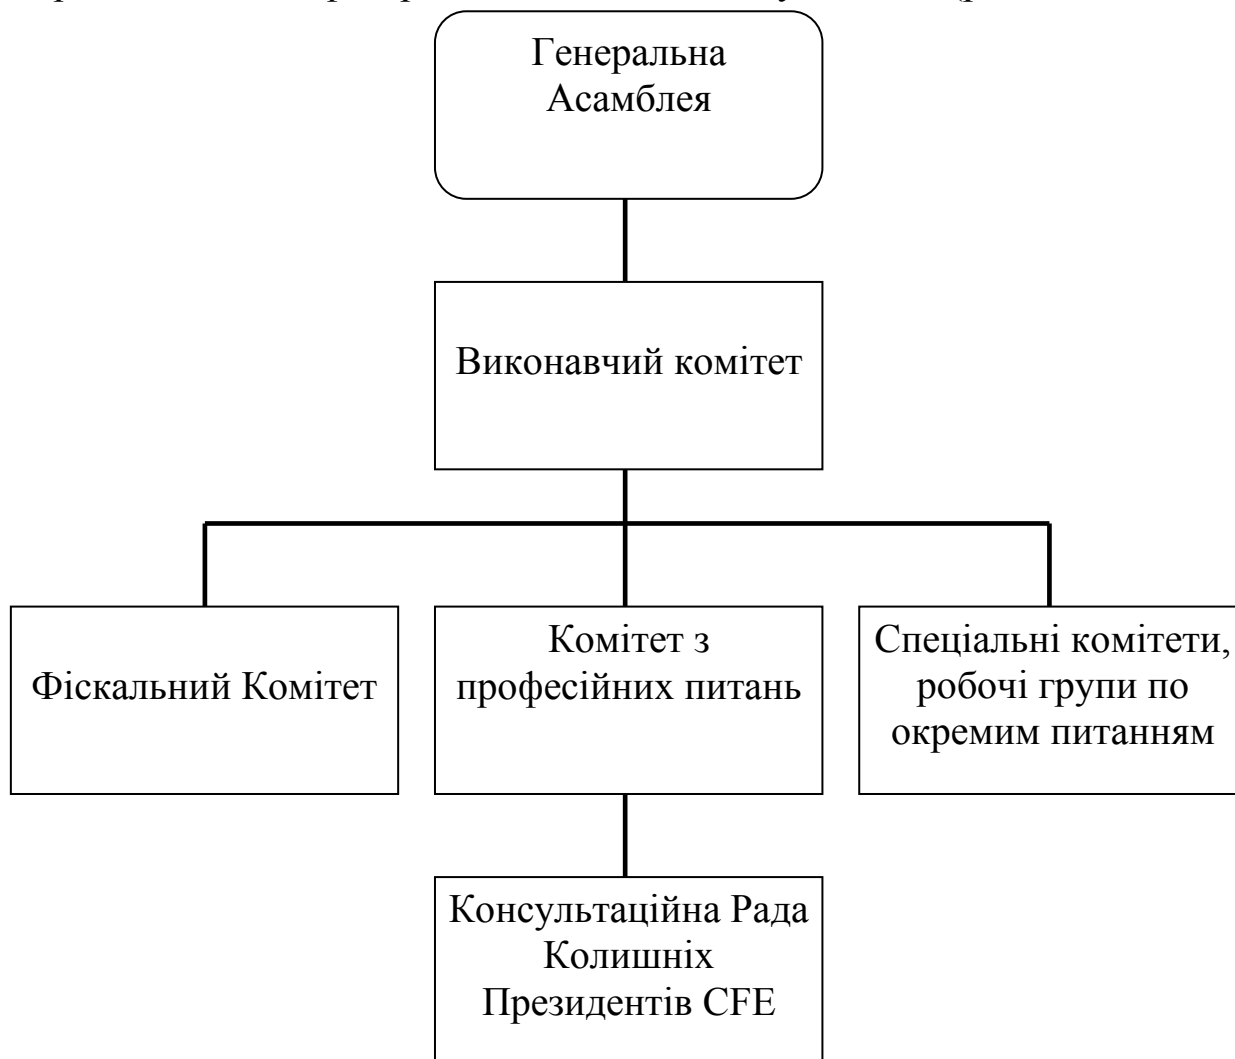 Генеральна
Асамблея
Виконавчий комітет
Фіскальний Комітет
Комітет з
професійних питань
Спеціальні комітети,
робочі групи по
окремим питанням
Консультаційна Рада
Колишніх
Президентів CFE